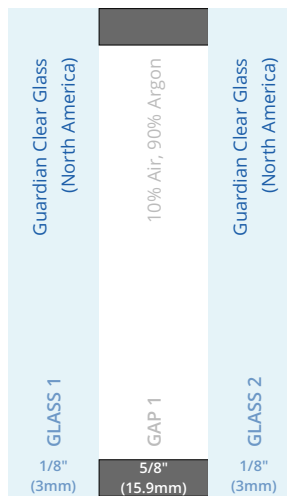 Guardian Clear Glass
(North America)
GLASS 1
1/8"
(3mm)
10% Air, 90% Argon
GAP 1
5/8"
(15.9mm)
Guardian Clear Glass
(North America)
GLASS 2
1/8"
(3mm)